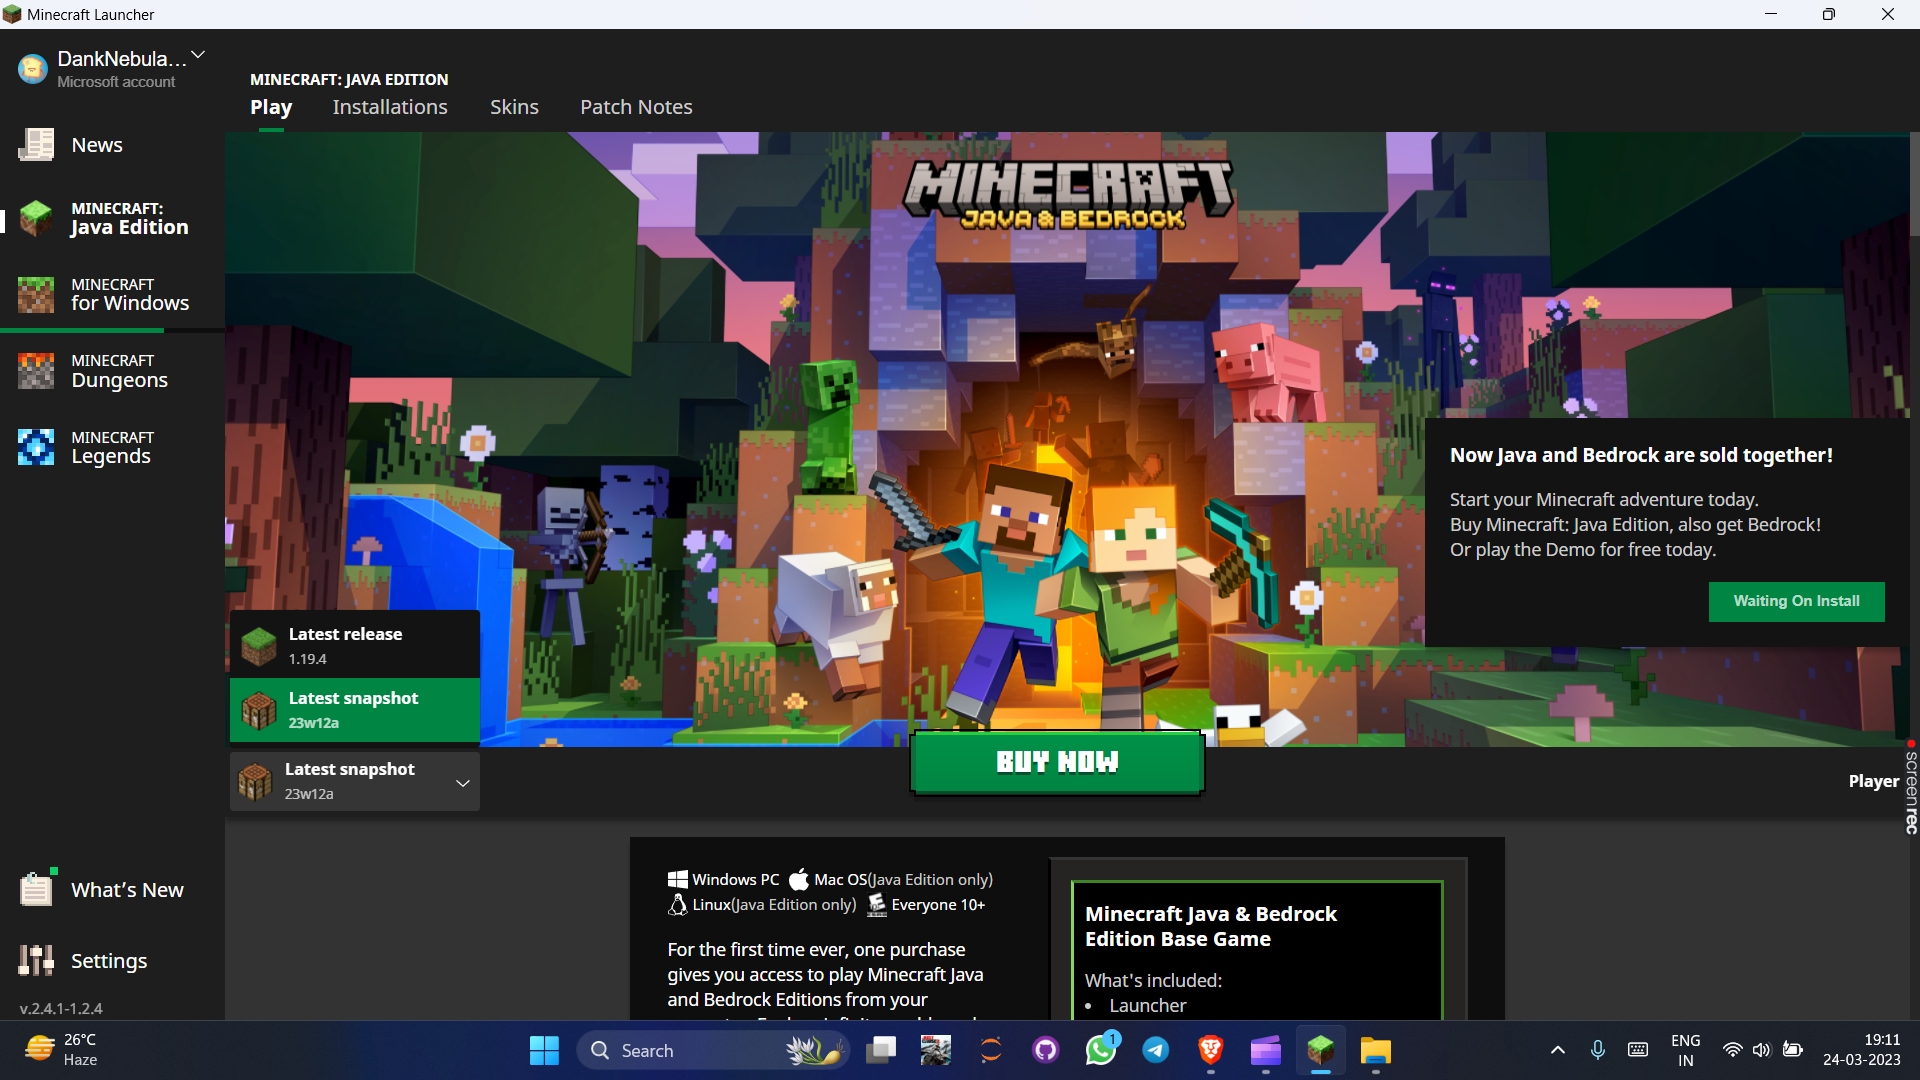 Minecraft Launcher
DankNebula...
Microsoft account
News
MINECRAFT:
Java Edition
MINECRAFT
for Windows
MINECRAFT
Dungeons
MINECRAFT
Legends
What's New
Settings
v.2.4.1-1.2.4
MINECRAFT: JAVA EDITION
Play Installations Skins Patch Notes
MINECRAFT
JAVA & BEDROCK
Now Java and Bedrock are sold together!
Start your Minecraft adventure today.
Buy Minecraft: Java Edition, also get Bedrock!
Or play the Demo for free today.
Waiting On Install
Latest release
1.19.4
Latest snapshot
23w12a
Latest snapshot
23w12a
BUY NOW
Player
screenrec
Windows PC Mac OS(Java Edition only)
Linux(Java Edition only) Everyone 10+
For the first time ever, one purchase
gives you access to play Minecraft Java
and Bedrock Editions from your
Minecraft Java & Bedrock
Edition Base Game
What's included:
• Launcher
26°C
Haze
Search
1
ENG
IN
19:11
24-03-2023